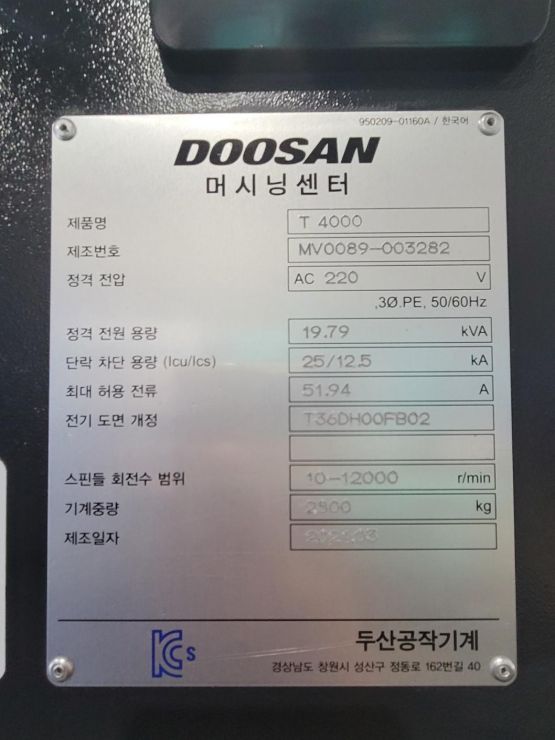 950209-01160A / 한국어
DOOSAN
머시닝센터
제품명 T 4000
제조번호 MV0089-003282
정격 전압 AC 220 V
,3Ø.PE, 50/60Hz
정격 전원 용량 19.79 kVA
단락 차단 용량 (Icu/Ics) 25/12.5 kA
최대 허용 전류 51.94 A
전기 도면 개정 T36DH00FB02
스핀들 회전수 범위 10-12000 r/min
기계중량 kg
제조일자 2021.03
KCs 두산공작기계
경상남도 창원시 성산구 정동로 162번길 40